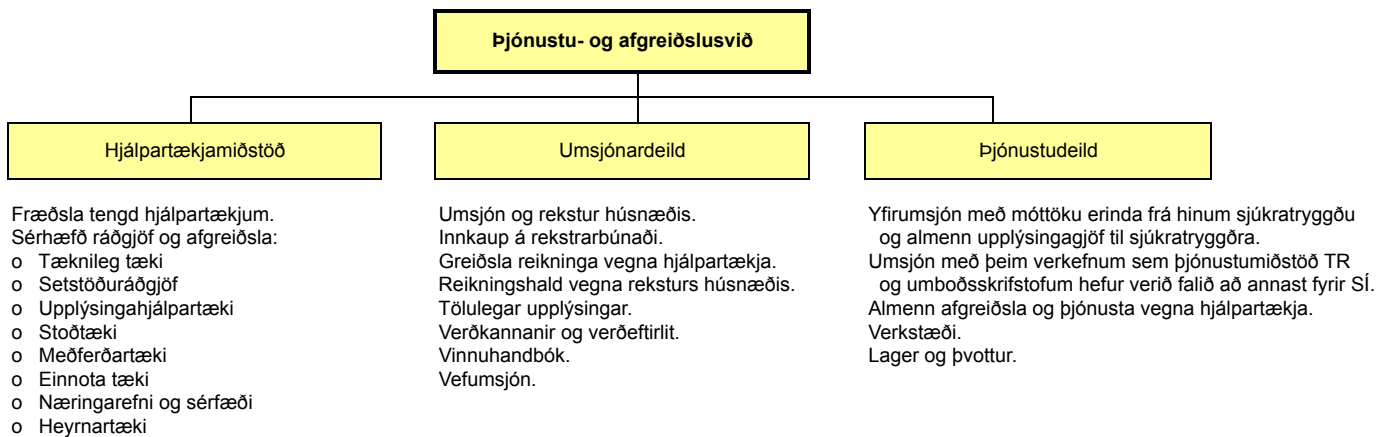 Þjónustu- og afgreiðslusvið
Hjálpartækjamiðstöð
Fræðsla tengd hjálpartækjum.
Sérhæfð ráðgjöf og afgreiðsla:
o Tæknileg tæki
o Setstöðuráðgjöf
o Upplýsingahjálpartæki
o Stoðtæki
o Meðferðartæki
o Einnota tæki
o Næringarefni og sérfæði
o Heyrnartæki
Umsjónardeild
Umsjón og rekstur húsnæðis.
Innkaup á rekstrarbúnaði.
Greiðsla reikninga vegna hjálpartækja.
Reikningshald vegna reksturs húsnæðis.
Tölulegar upplýsingar.
Verðkannanir og verðeftirlit.
Vinnuhandbók.
Vefumsjón.
Þjónustudeild
Yfirumsjón með móttöku erinda frá hinum sjúkratryggðu
og almenn upplýsingagjöf til sjúkratryggðra.
Umsjón með þeim verkefnum sem þjónustumiðstöð TR
og umboðsskrifstofum hefur verið falið að annast fyrir SÍ.
Almenn afgreiðsla og þjónusta vegna hjálpartækja.
Verkstæði.
Lager og þvottur.